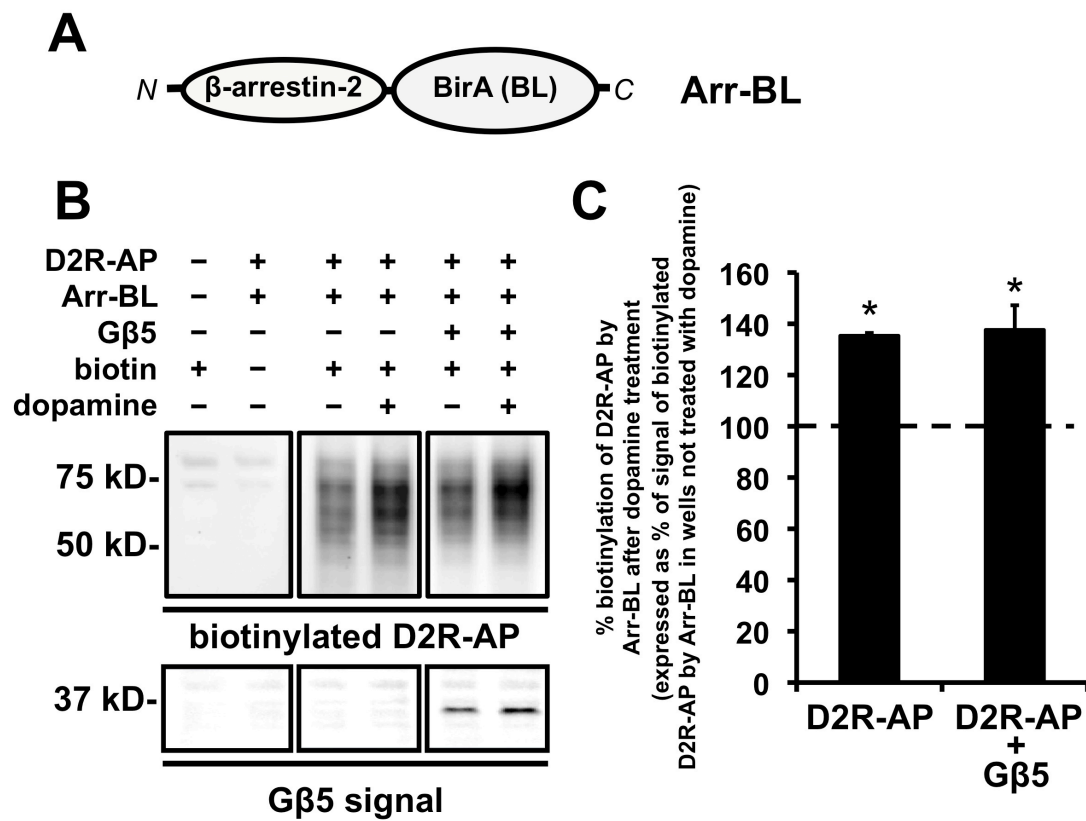 A
N
β-arrestin-2
BirA (BL)
C
Arr-BL
B
D2R-AP – + + + + +
Arr-BL – + + + + +
Gβ5 – – – – + +
biotin + – + + + +
dopamine – – – + – +
75 kD-
50 kD-
biotinylated D2R-AP
37 kD-
Gβ5 signal
C
% biotinylation of D2R-AP by
Arr-BL after dopamine treatment
(expressed as % of signal of biotinylated
D2R-AP by Arr-BL in wells not treated with dopamine)
160
140
120
100
80
60
40
20
0
*
*
D2R-AP
D2R-AP
+
Gβ5